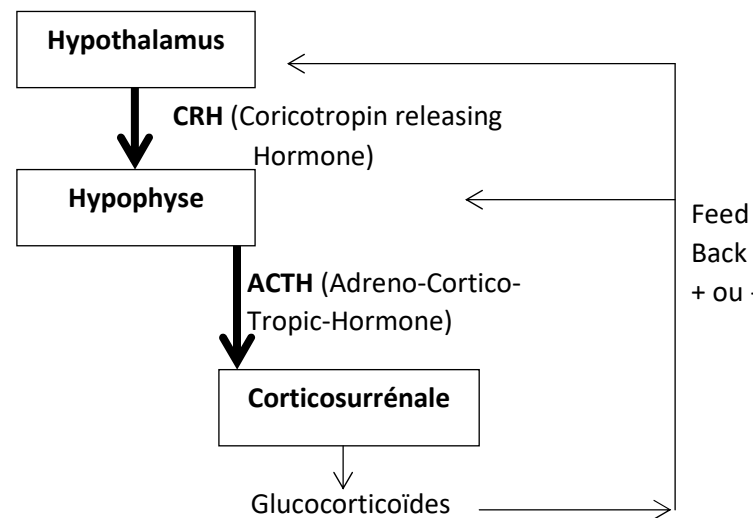 Hypothalamus
CRH (Coricotropin releasing
Hormone)
Hypophyse
Feed
Back
+ ou -
ACTH (Adreno-Cortico-
Tropic-Hormone)
Corticosurrénale
Glucocorticoïdes